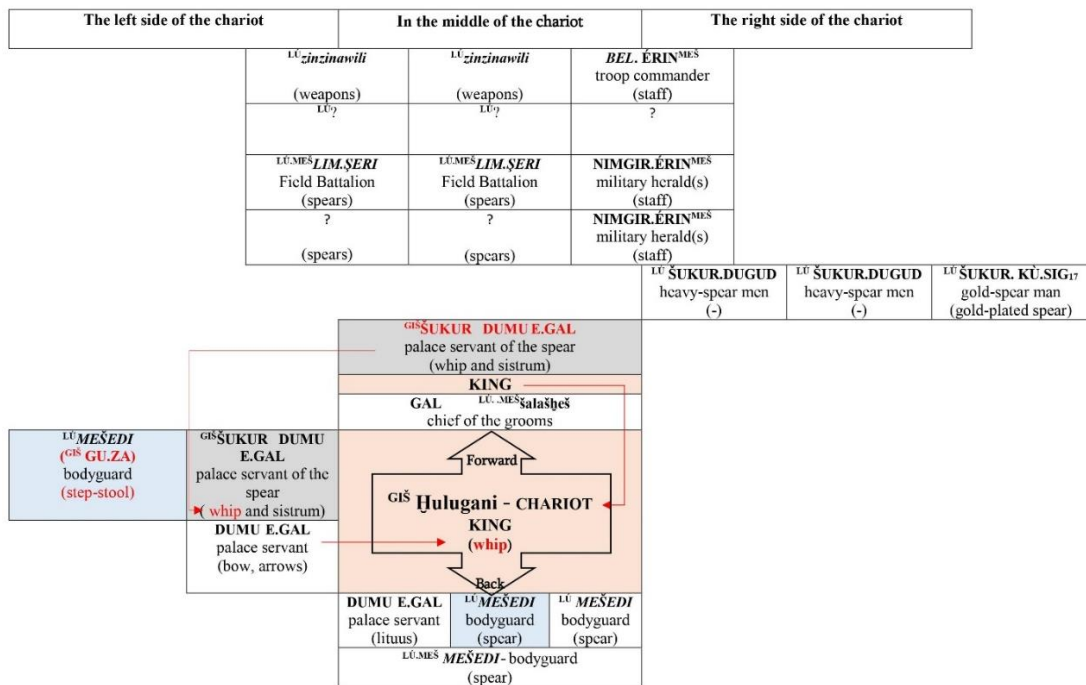 The left side of the chariot
In the middle of the chariot
The right side of the chariot
LÚzinzinawili
(weapons)
LÚzinzinawili
(weapons)
BEL. ÉRINMEŠ
troop commander
(staff)
LÚ?
LÚ?
?
LÚ.MEŠLIM.ṢERI
Field Battalion
(spears)
LÚ.MEŠLIM.ṢERI
Field Battalion
(spears)
NIMGIR.ÉRINMEŠ
military herald(s)
(staff)
?
(spears)
?
(spears)
NIMGIR.ÉRINMEŠ
military herald(s)
(staff)
LÚ ŠUKUR.DUGUD
heavy-spear men
(-)
LÚ ŠUKUR.DUGUD
heavy-spear men
(-)
LÚ ŠUKUR. KÙ.SIG17
gold-spear man
(gold-plated spear)
GIŠŠUKUR DUMU E.GAL
palace servant of the spear
(whip and sistrum)
KING
GAL LÚ. .MEŠšalašḫeš
chief of the grooms
LÚMEŠEDI
(GIŠ GU.ZA)
bodyguard
(step-stool)
GIŠŠUKUR DUMU
E.GAL
palace servant of the
spear
( whip and sistrum)
DUMU E.GAL
palace servant
(bow, arrows)
Forward
GIŠ Ḫulugani - CHARIOT
KING
(whip)
Back
DUMU E.GAL
palace servant
(lituus)
LÚMEŠEDI
bodyguard
(spear)
LÚ MEŠEDI
bodyguard
(spear)
LÚ.MEŠ MEŠEDI- bodyguard
(spear)